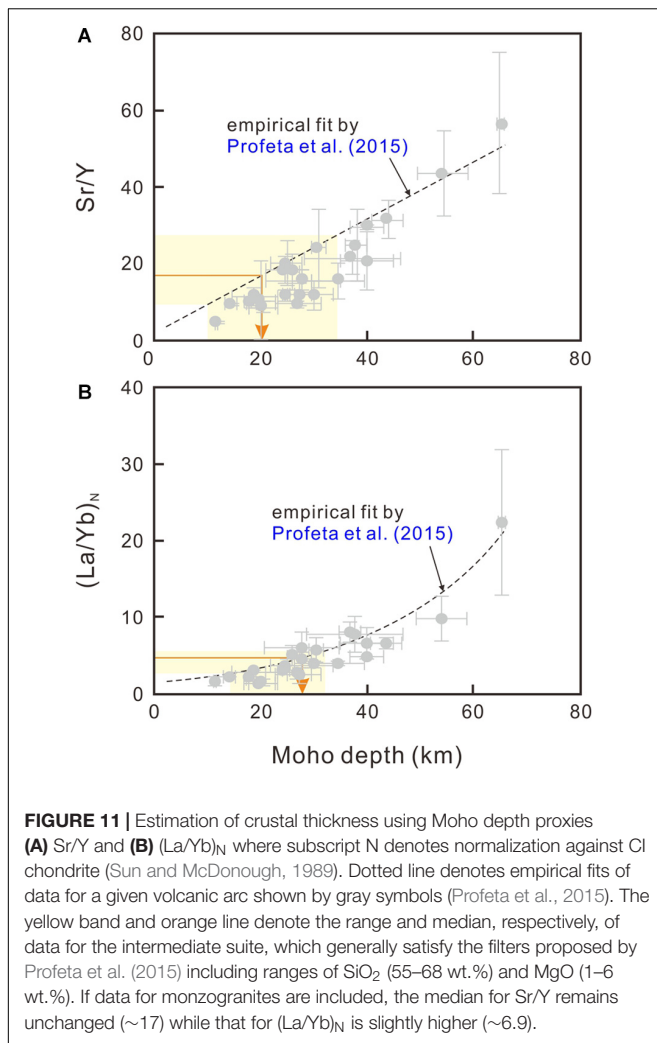 A
80
60
40
20
0
Sr/Y
empirical fit by
Profeta et al. (2015)
0 20 40 60 80
B
40
30
20
10
0
(La/Yb)N
empirical fit by
Profeta et al. (2015)
0 20 40 60 80
Moho depth (km)
FIGURE 11 | Estimation of crustal thickness using Moho depth proxies
(A) Sr/Y and (B) (La/Yb)N where subscript N denotes normalization against CI
chondrite (Sun and McDonough, 1989). Dotted line denotes empirical fits of
data for a given volcanic arc shown by gray symbols (Profeta et al., 2015). The
yellow band and orange line denote the range and median, respectively, of
data for the intermediate suite, which generally satisfy the filters proposed by
Profeta et al. (2015) including ranges of SiO2 (55–68 wt.%) and MgO (1–6
wt.%). If data for monzogranites are included, the median for Sr/Y remains
unchanged (∼17) while that for (La/Yb)N is slightly higher (∼6.9).